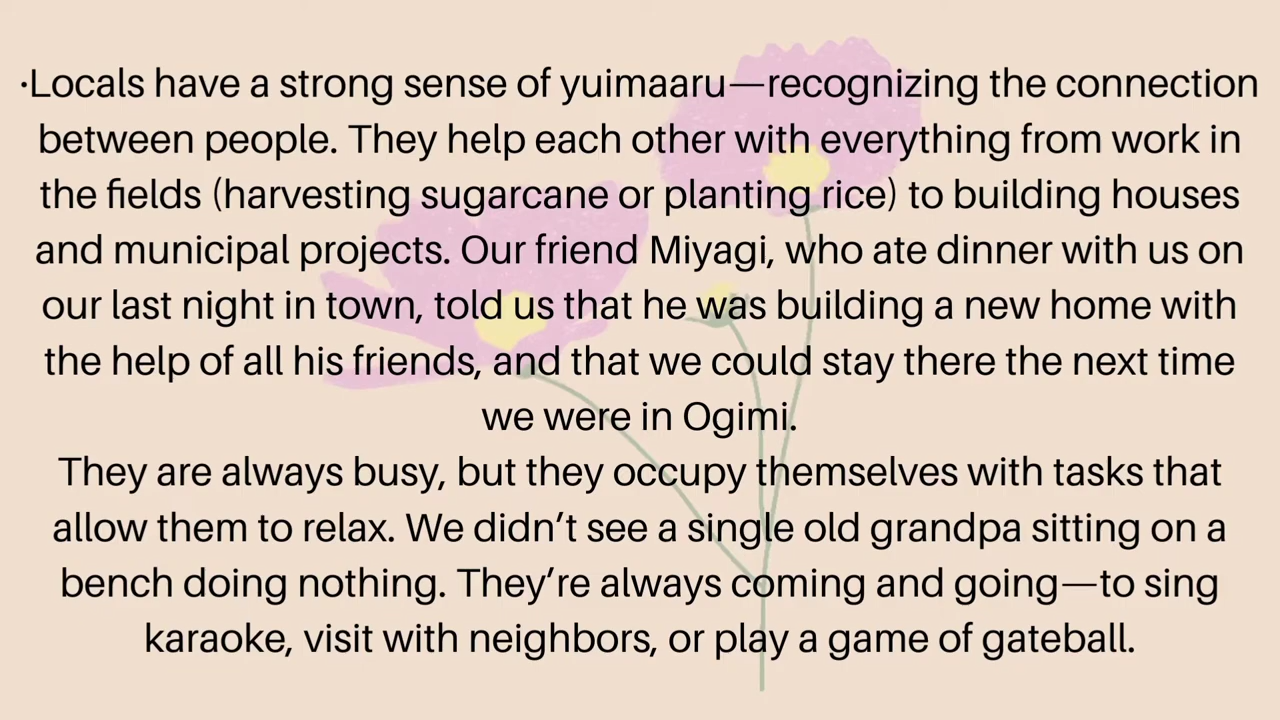 ·Locals have a strong sense of yuimaaru—recognizing the connection
between people. They help each other with everything from work in
the fields (harvesting sugarcane or planting rice) to building houses
and municipal projects. Our friend Miyagi, who ate dinner with us on
our last night in town, told us that he was building a new home with
the help of all his friends, and that we could stay there the next time
we were in Ogimi.
They are always busy, but they occupy themselves with tasks that
allow them to relax. We didn’t see a single old grandpa sitting on a
bench doing nothing. They’re always coming and going—to sing
karaoke, visit with neighbors, or play a game of gateball.